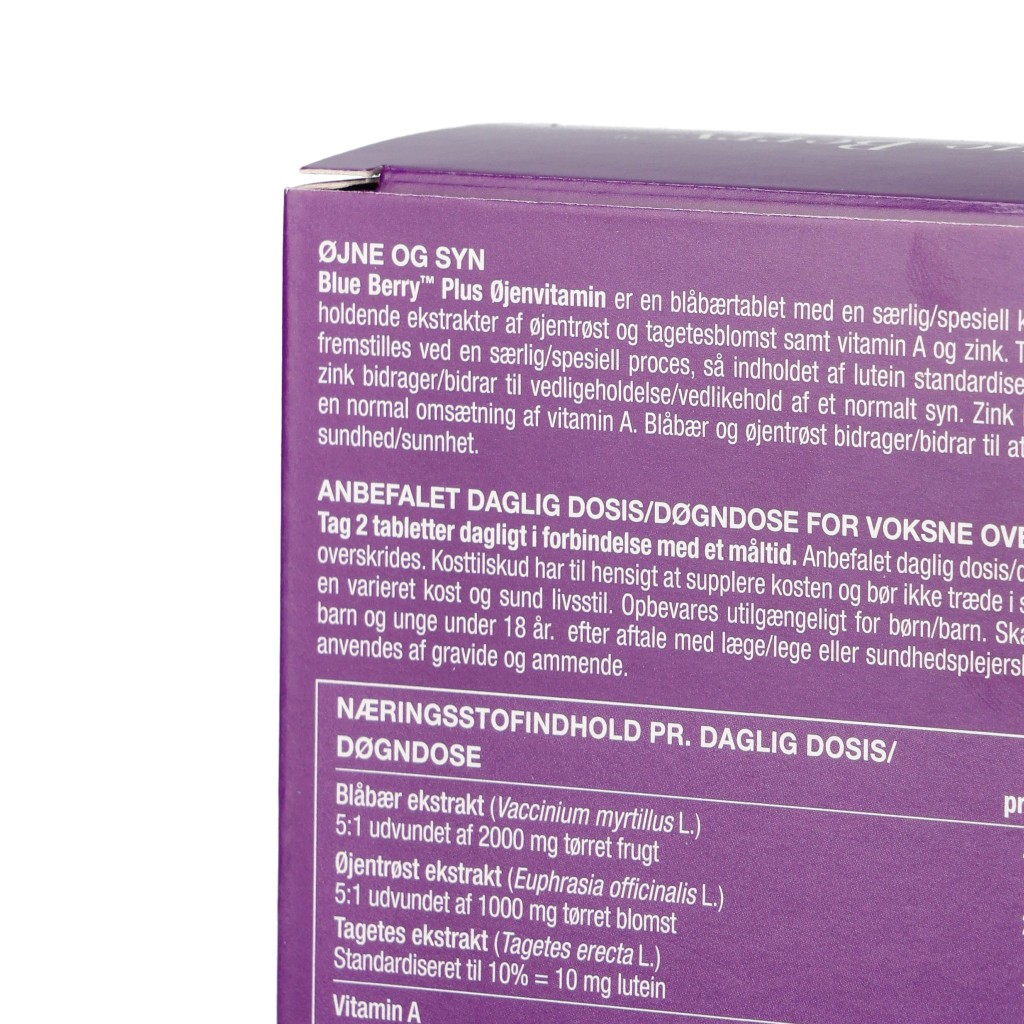 ØJNE OG SYN
Blue Berry™ Plus Øjenvitamin er en blåbærtablet med en særlig/spesiell
holdende ekstrakter af øjentrøst og tagetesblomst samt vitamin A og zink.
fremstilles ved en særlig/spesiell proces, så indholdet af lutein standardise
zink bidrager/bidrar til vedligeholdelse/vedlikehold af et normalt syn. Zink
en normal omsætning af vitamin A. Blåbær og øjentrøst bidrager/bidrar til at
sundhed/sunnhet.
ANBEFALET DAGLIG DOSIS/DØGNDOSE FOR VOKSNE OVE
Tag 2 tabletter dagligt i forbindelse med et måltid. Anbefalet daglig dosis/d
overskrides. Kosttilskud har til hensigt at supplere kosten og bør ikke træde i s
en varieret kost og sund livsstil. Opbevares utilgængeligt for børn/barn. Ska
barn og unge under 18 år. efter aftale med læge/lege eller sundhedsplejers
anvendes af gravide og ammende.
NÆRINGSSTOFINDHOLD PR. DAGLIG DOSIS/
DØGNDOSE
pr
Blåbær ekstrakt (Vaccinium myrtillus L.)
5:1 udvundet af 2000 mg tørret frugt
Øjentrøst ekstrakt (Euphrasia officinalis L.)
5:1 udvundet af 1000 mg tørret blomst
Tagetes ekstrakt (Tagetes erecta L.)
Standardiseret til 10% = 10 mg lutein
Vitamin A